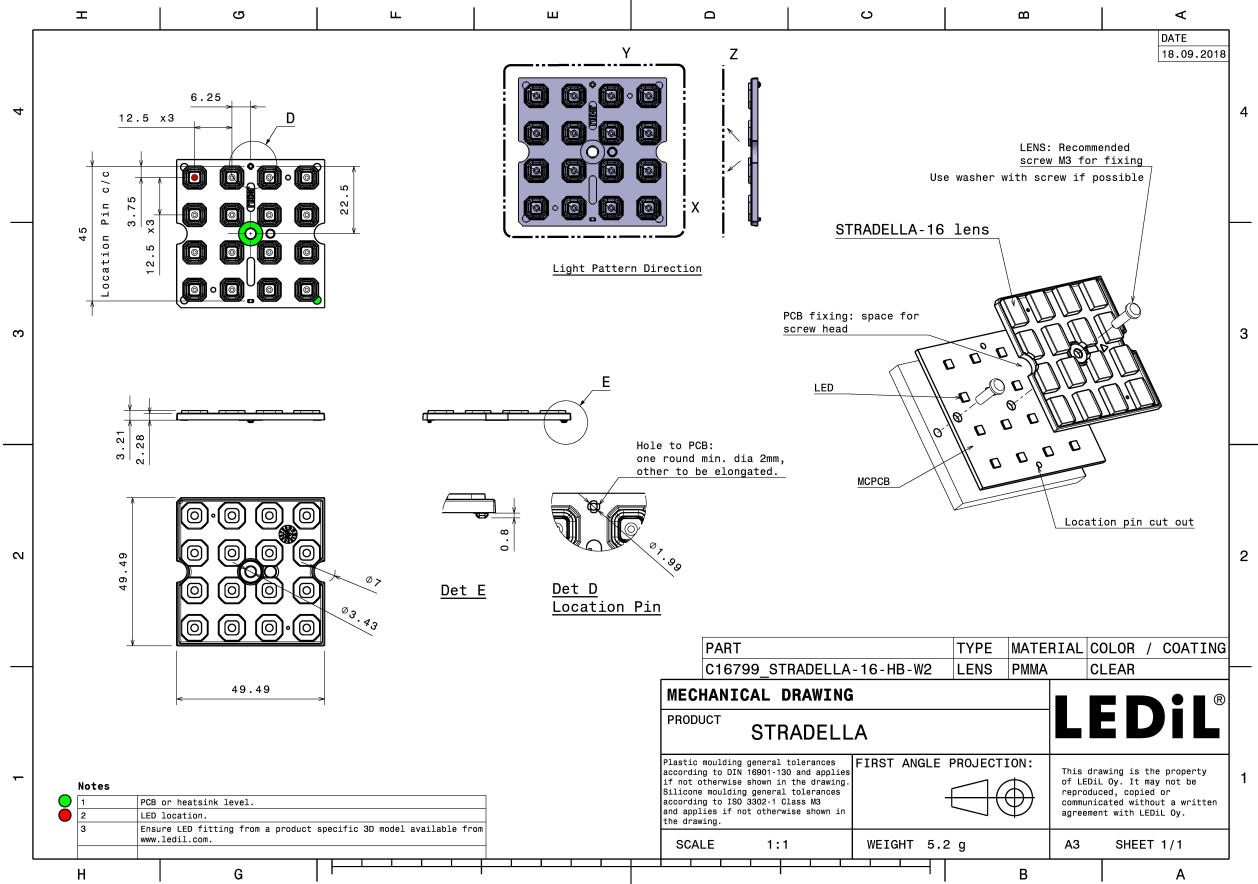 H G F E D C B A
DATE
18.09.2018
4
4
6.25
12.5 x3
D
45
Location Pin c/c
3.75
12.5 x3
22.5
Y
Z
X
Light Pattern Direction
LENS: Recommended
screw M3 for fixing
Use washer with screw if possible
STRADELLA-16 lens
PCB fixing: space for
screw head
LED
MCPCB
Location pin cut out
3
3
3.21
2.28
E
Hole to PCB:
one round min. dia 2mm,
other to be elongated.
0.8
∅1.99
Det E
Det D
Location Pin
2
2
49.49
∅7
∅3.43
49.49
PART TYPE MATERIAL COLOR / COATING
C16799_STRADELLA-16-HB-W2 LENS PMMA CLEAR
MECHANICAL DRAWING
PRODUCT
STRADELLA
LEDiL®
Plastic moulding general tolerances
according to DIN 16901-130 and applies
if not otherwise shown in the drawing.
Silicone moulding general tolerances
according to ISO 3302-1 Class M3
and applies if not otherwise shown in
the drawing.
FIRST ANGLE PROJECTION:
This drawing is the property
of LEDiL Oy. It may not be
reproduced, copied or
communicated without a written
agreement with LEDiL Oy.
SCALE 1:1
WEIGHT 5.2 g
A3 SHEET 1/1
1
1
Notes
1 PCB or heatsink level.
2 LED location.
3 Ensure LED fitting from a product specific 3D model available from
www.ledil.com.
H G B A